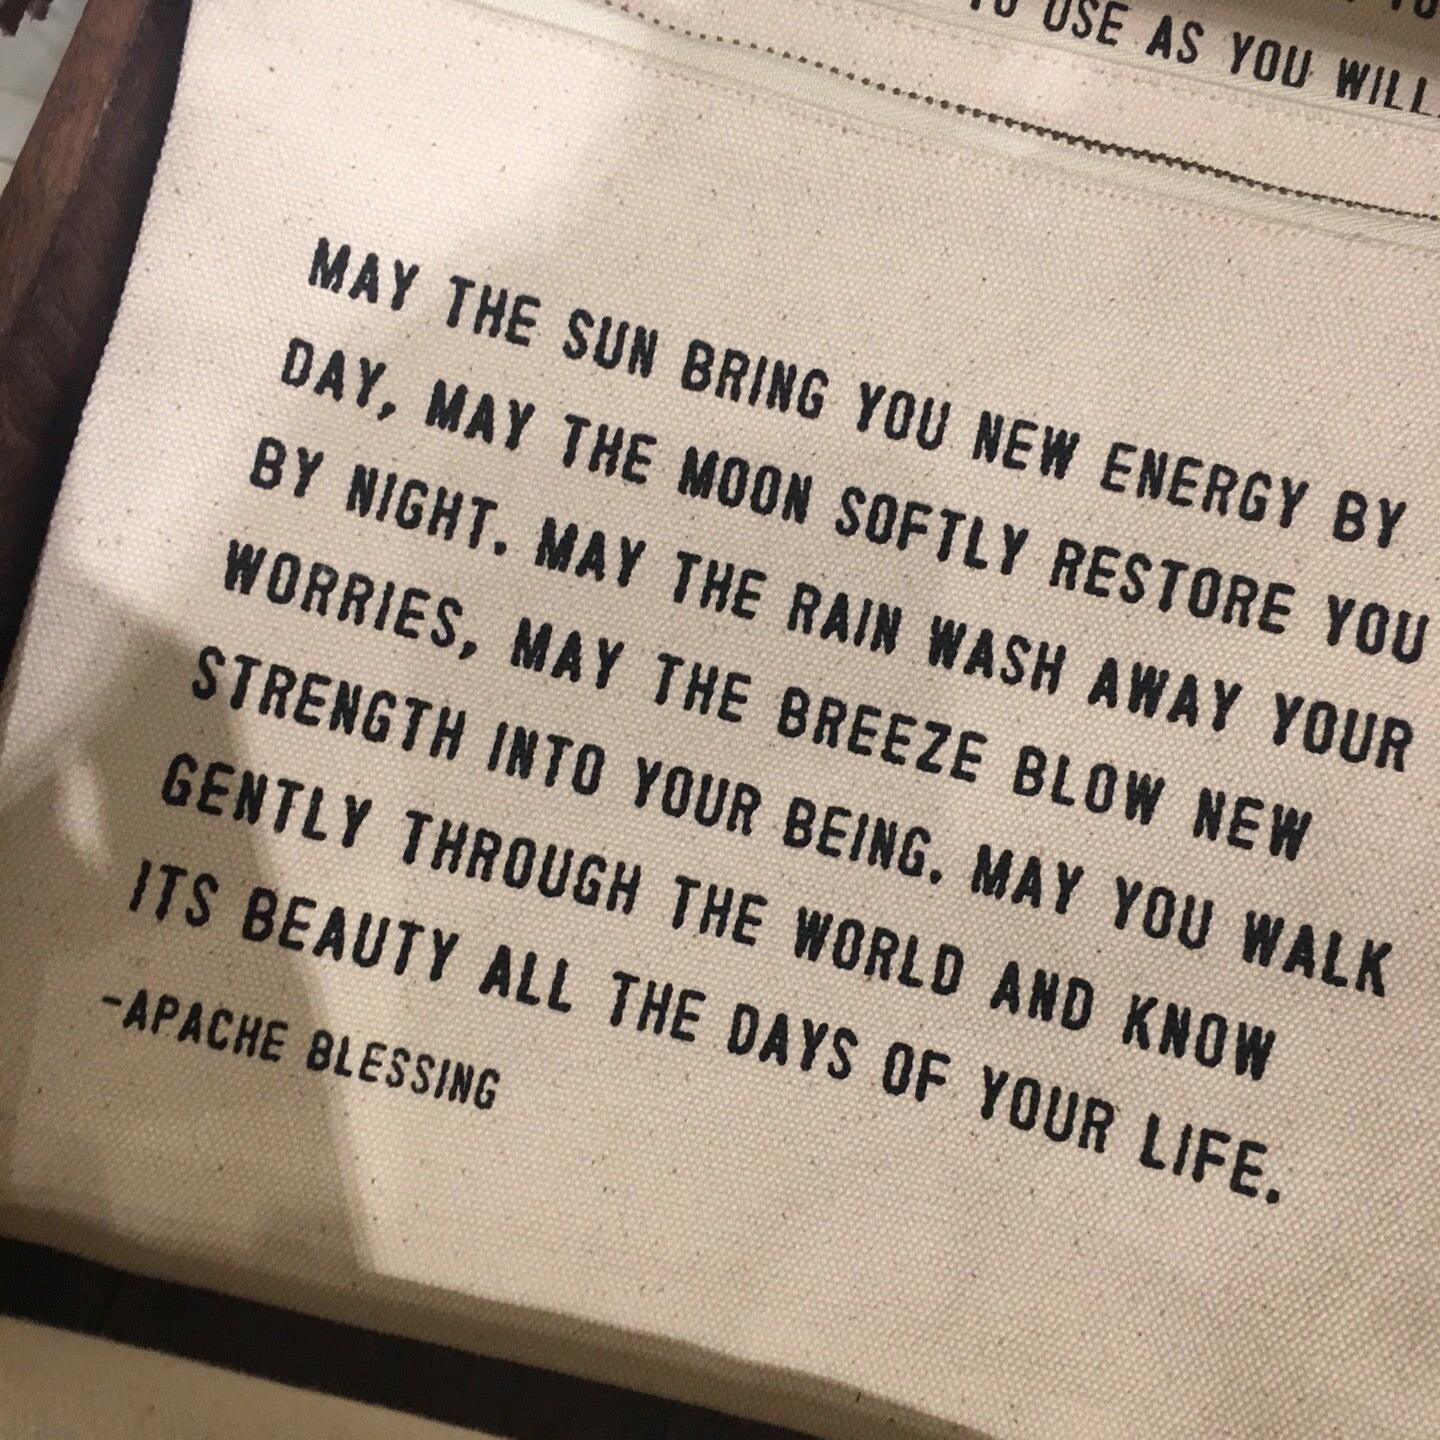 TO USE AS YOU WILL.
MAY THE SUN BRING YOU NEW ENERGY BY
DAY, MAY THE MOON SOFTLY RESTORE YOU
BY NIGHT. MAY THE RAIN WASH AWAY YOUR
WORRIES, MAY THE BREEZE BLOW NEW
STRENGTH INTO YOUR BEING. MAY YOU WALK
GENTLY THROUGH THE WORLD AND KNOW
ITS BEAUTY ALL THE DAYS OF YOUR LIFE.
-APACHE BLESSING